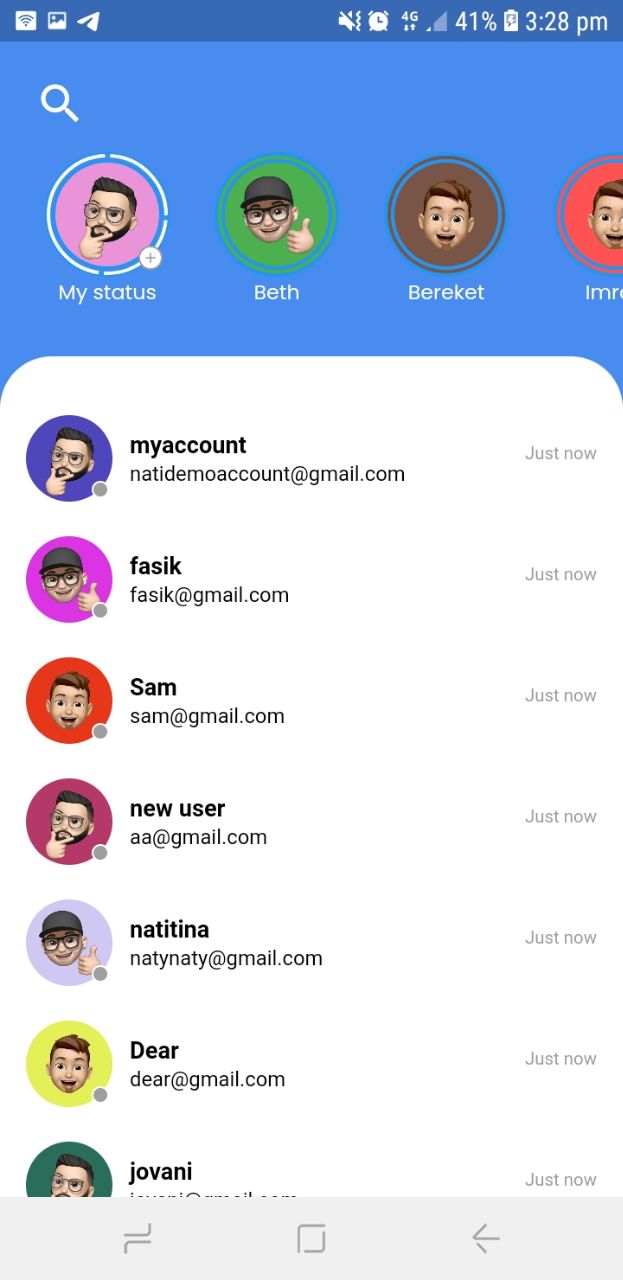 4G 41% 3:28 pm
My status
Beth
Bereket
Imr
myaccount
Just now
natidemoaccount@gmail.com
fasik
Just now
fasik@gmail.com
Sam
Just now
sam@gmail.com
new user
Just now
aa@gmail.com
natitina
Just now
natynaty@gmail.com
Dear
Just now
dear@gmail.com
jovani
Just now